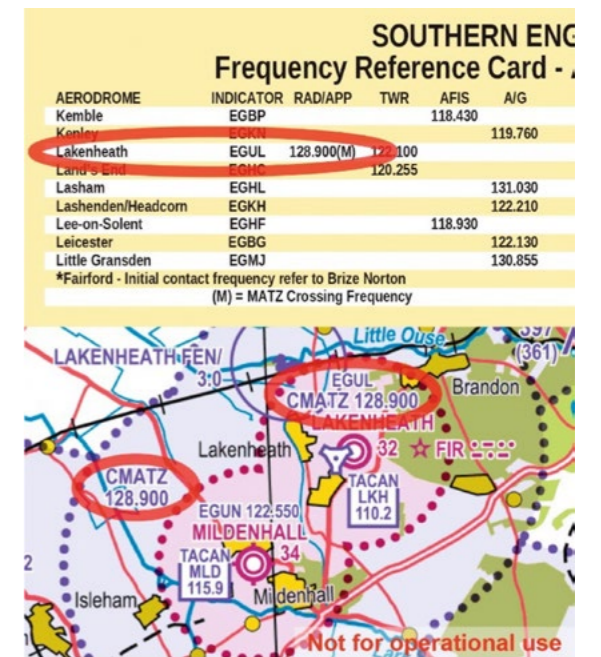 SOUTHERN ENG
Frequency Reference Card -
AERODROME INDICATOR RAD/APP TWR AFIS A/G
Kemble EGBP 118.430
Kenley EGKN 119.760
Lakenheath EGUL 128.900(M) 122.100
Land's End EGHC 120.255
Lasham EGHL 131.030
Lashenden/Headcorn EGKH 122.210
Lee-on-Solent EGHF 118.930
Leicester EGBG 122.130
Little Gransden EGMJ 130.855
*Fairford - Initial contact frequency refer to Brize Norton
(M) = MATZ Crossing Frequency
Little Ouse
(361)
LAKENHEATH FEN/
3·0
EGUL
CMATZ 128.900
Brandon
LAKENHEATH
Lakenheath
32 FIR
CMATZ
128.900
TACAN
LKH
110.2
EGUN 122.550
MILDENHALL
34
TACAN
MLD
115.9
2
Isleham
Mildenhall
Not for operational use